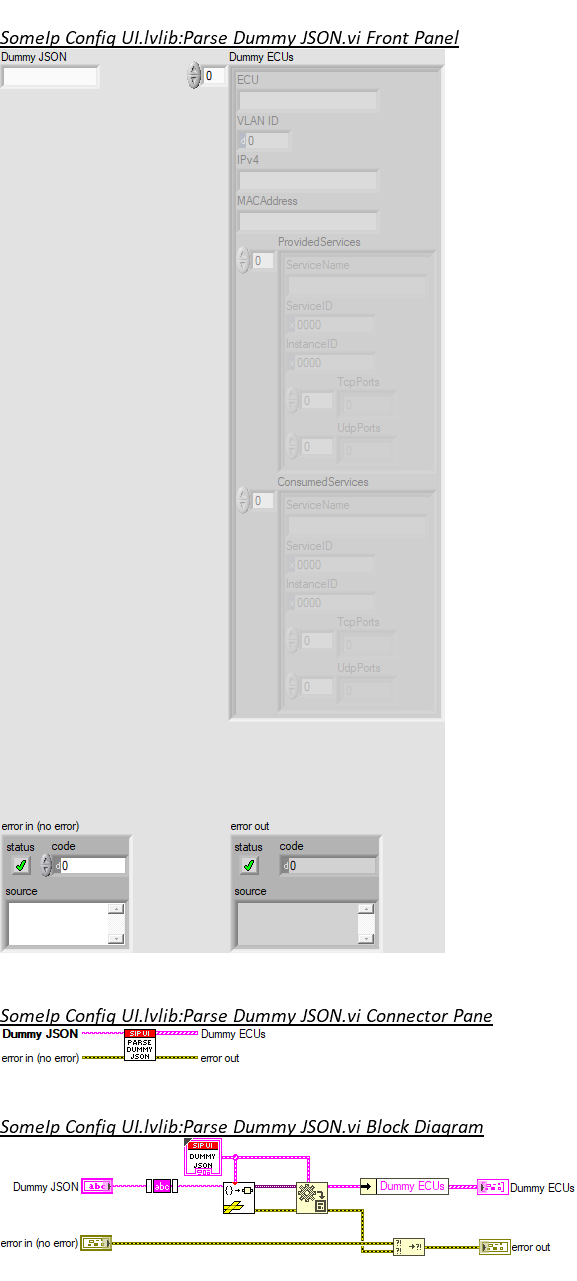 SomeIp Config UI.lvlib:Parse Dummy JSON.vi Front Panel
Dummy JSON
Dummy ECUs
0
ECU
VLAN ID
d 0
IPv4
MACAddress
ProvidedServices
0
ServiceName
ServiceID
x 0000
InstanceID
x 0000
TcpPorts
0
0
UdpPorts
0
0
ConsumedServices
0
ServiceName
ServiceID
x 0000
InstanceID
x 0000
TcpPorts
0
0
UdpPorts
0
0
error in (no error)
status code
d 0
source
error out
status code
d 0
source
SomeIp Config UI.lvlib:Parse Dummy JSON.vi Connector Pane
Dummy JSON
SIP UI
PARSE
DUMMY
JSON
Dummy ECUs
error in (no error)
error out
SomeIp Config UI.lvlib:Parse Dummy JSON.vi Block Diagram
SIP UI
DUMMY
JSON
Dummy JSON
abc
abc
Dummy ECUs
Dummy ECUs
error in (no error)
?!
?!
→?!
error out